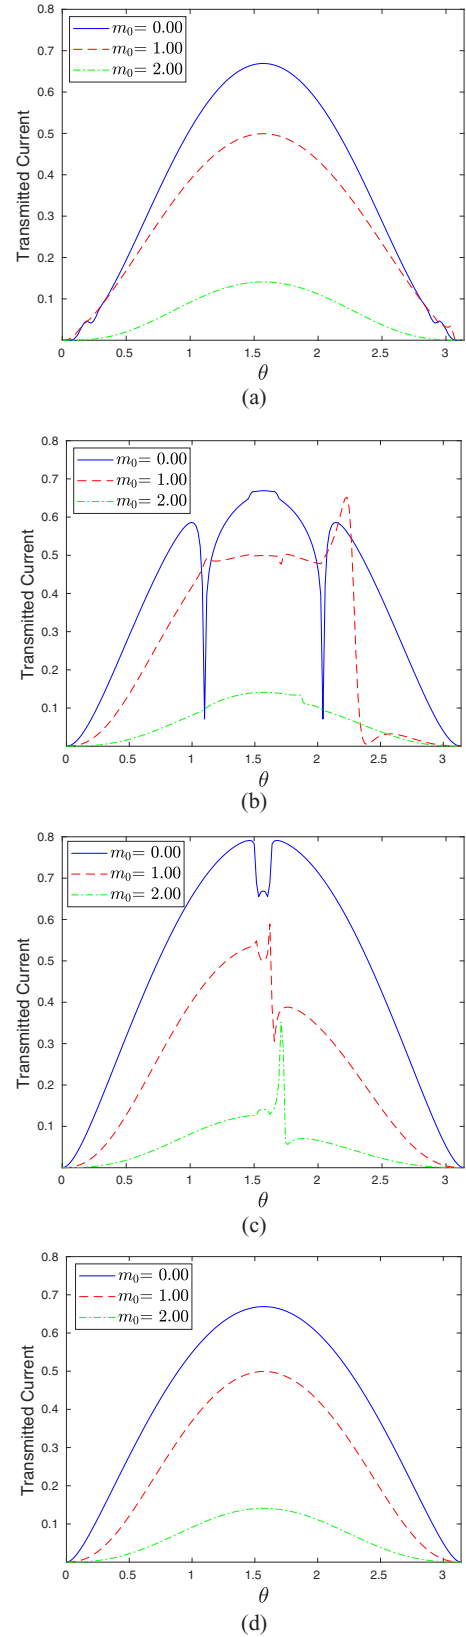 0.8
0.7
0.6
0.5
0.4
0.3
0.2
0.1
Transmitted Current
m₀= 0.00
m₀= 1.00
m₀= 2.00
0 0.5 1 1.5 2 2.5 3
θ
(a)
0.8
0.7
0.6
0.5
0.4
0.3
0.2
0.1
Transmitted Current
m₀= 0.00
m₀= 1.00
m₀= 2.00
0 0.5 1 1.5 2 2.5 3
θ
(b)
0.8
0.7
0.6
0.5
0.4
0.3
0.2
0.1
Transmitted Current
m₀= 0.00
m₀= 1.00
m₀= 2.00
0 0.5 1 1.5 2 2.5 3
θ
(c)
0.8
0.7
0.6
0.5
0.4
0.3
0.2
0.1
Transmitted Current
m₀= 0.00
m₀= 1.00
m₀= 2.00
0 0.5 1 1.5 2 2.5 3
θ
(d)